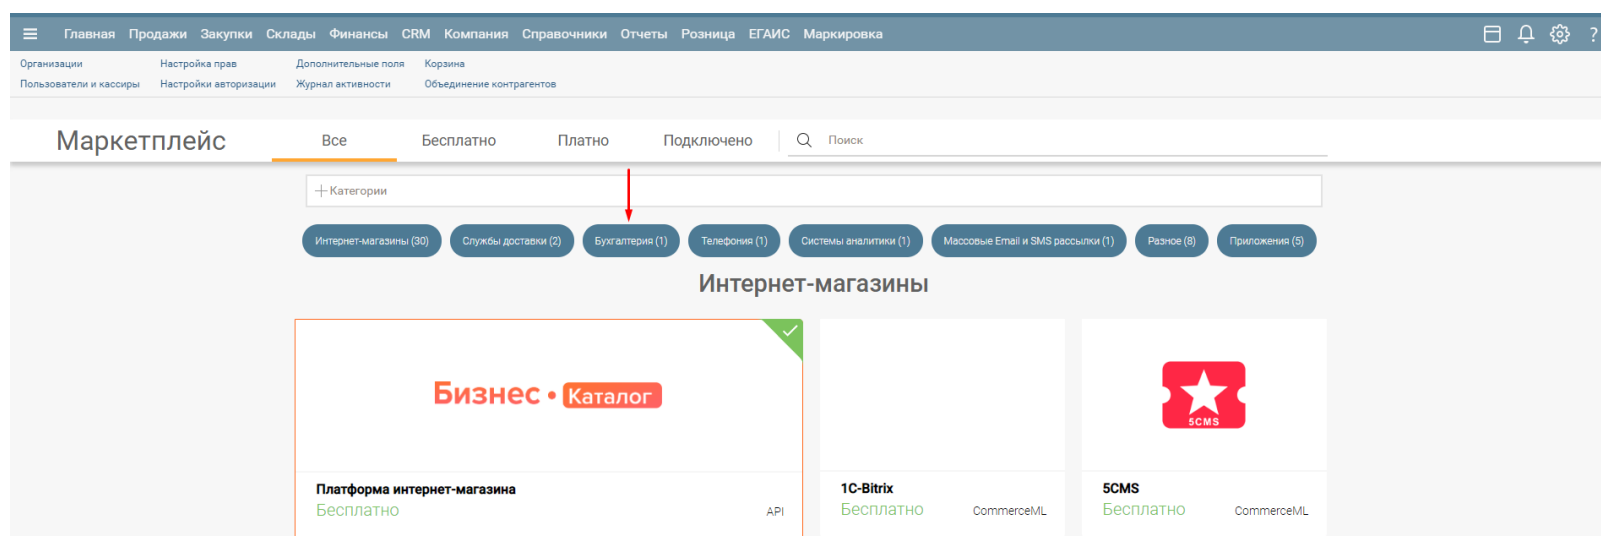 Главная Продажи Закупки Склады Финансы CRM Компания Справочники Отчеты Розница ЕГАИС Маркировка ?
Организации Настройка прав Дополнительные поля Корзина
Пользователи и кассиры Настройки авторизации Журнал активности Объединение контрагентов
Маркетплейс Все Бесплатно Платно Подключено Поиск
Категории
Интернет-магазины (30) Службы доставки (2) Бухгалтерия (1) Телефония (1) Системы аналитики (1) Массовые Email и SMS рассылки (1) Разное (8) Приложения (5)
Интернет-магазины
Бизнес • Каталог
5CMS
Платформа интернет-магазина 1C-Bitrix 5CMS
Бесплатно API Бесплатно CommerceML Бесплатно CommerceML